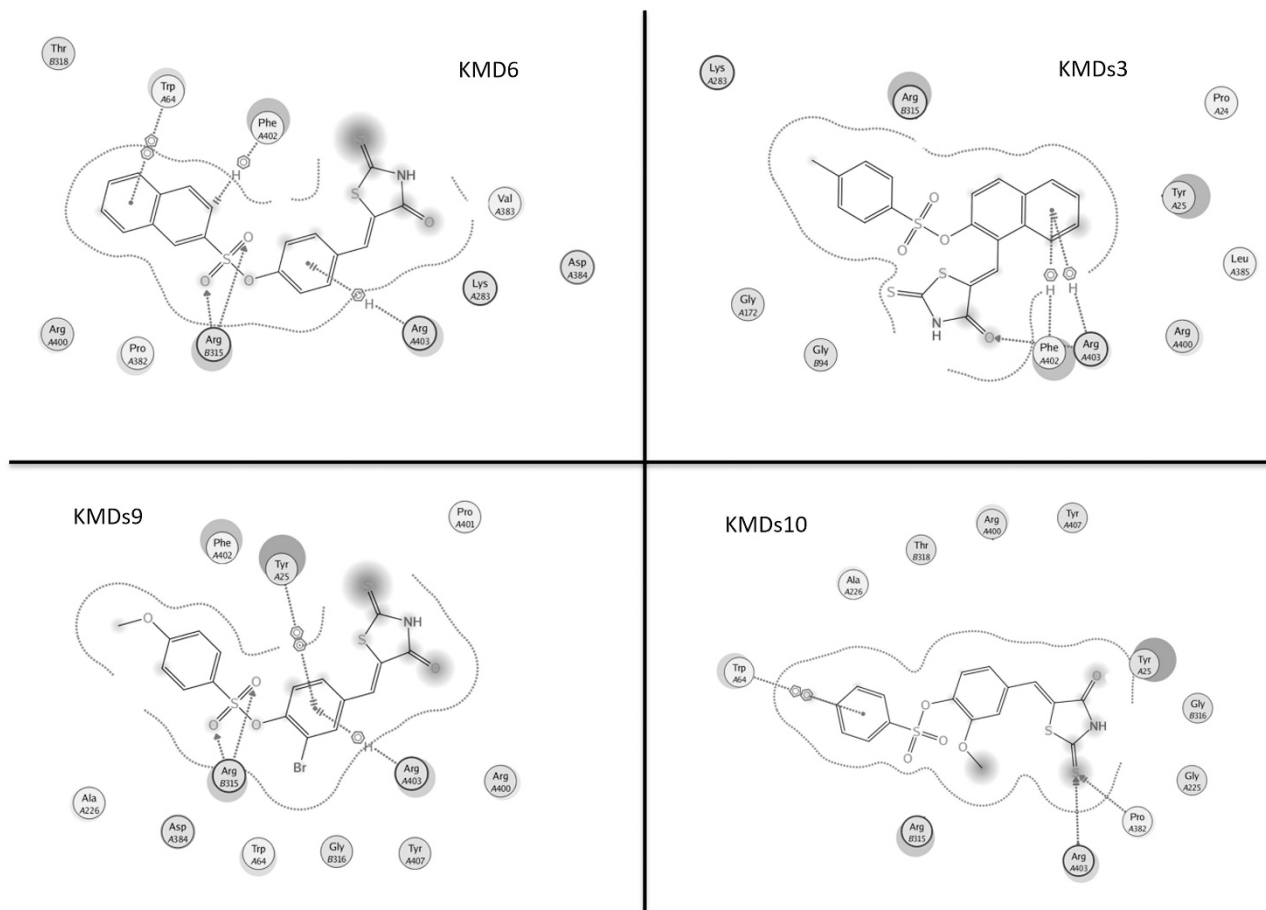 KMD6
Thr
B318
Trp
A64
Phe
A402
H
S
NH
S
O
Val
A383
O
S
O
O
H
Asp
A384
Lys
A283
Arg
A400
Pro
A382
Arg
B315
Arg
A403
KMDs3
Lys
A283
Arg
B315
Pro
A24
Tyr
A25
O
S
O
O
Leu
A385
S
S
H
H
Gly
A172
N
H
O
Gly
B94
Phe
A402
Arg
A403
Arg
A400
KMDs9
Pro
A401
Phe
A402
Tyr
A25
S
O
NH
S
O
O
S
O
O
H
Br
Arg
B315
Arg
A403
Arg
A400
Ala
A226
Asp
A384
Trp
A64
Gly
B316
Tyr
A407
KMDs10
Arg
A400
Tyr
A407
Thr
B318
Ala
A226
Tyr
A25
Trp
A64
O
O
NH
S
S
O
O
O
S
Gly
B316
Gly
A225
Pro
A382
Arg
B315
Arg
A403